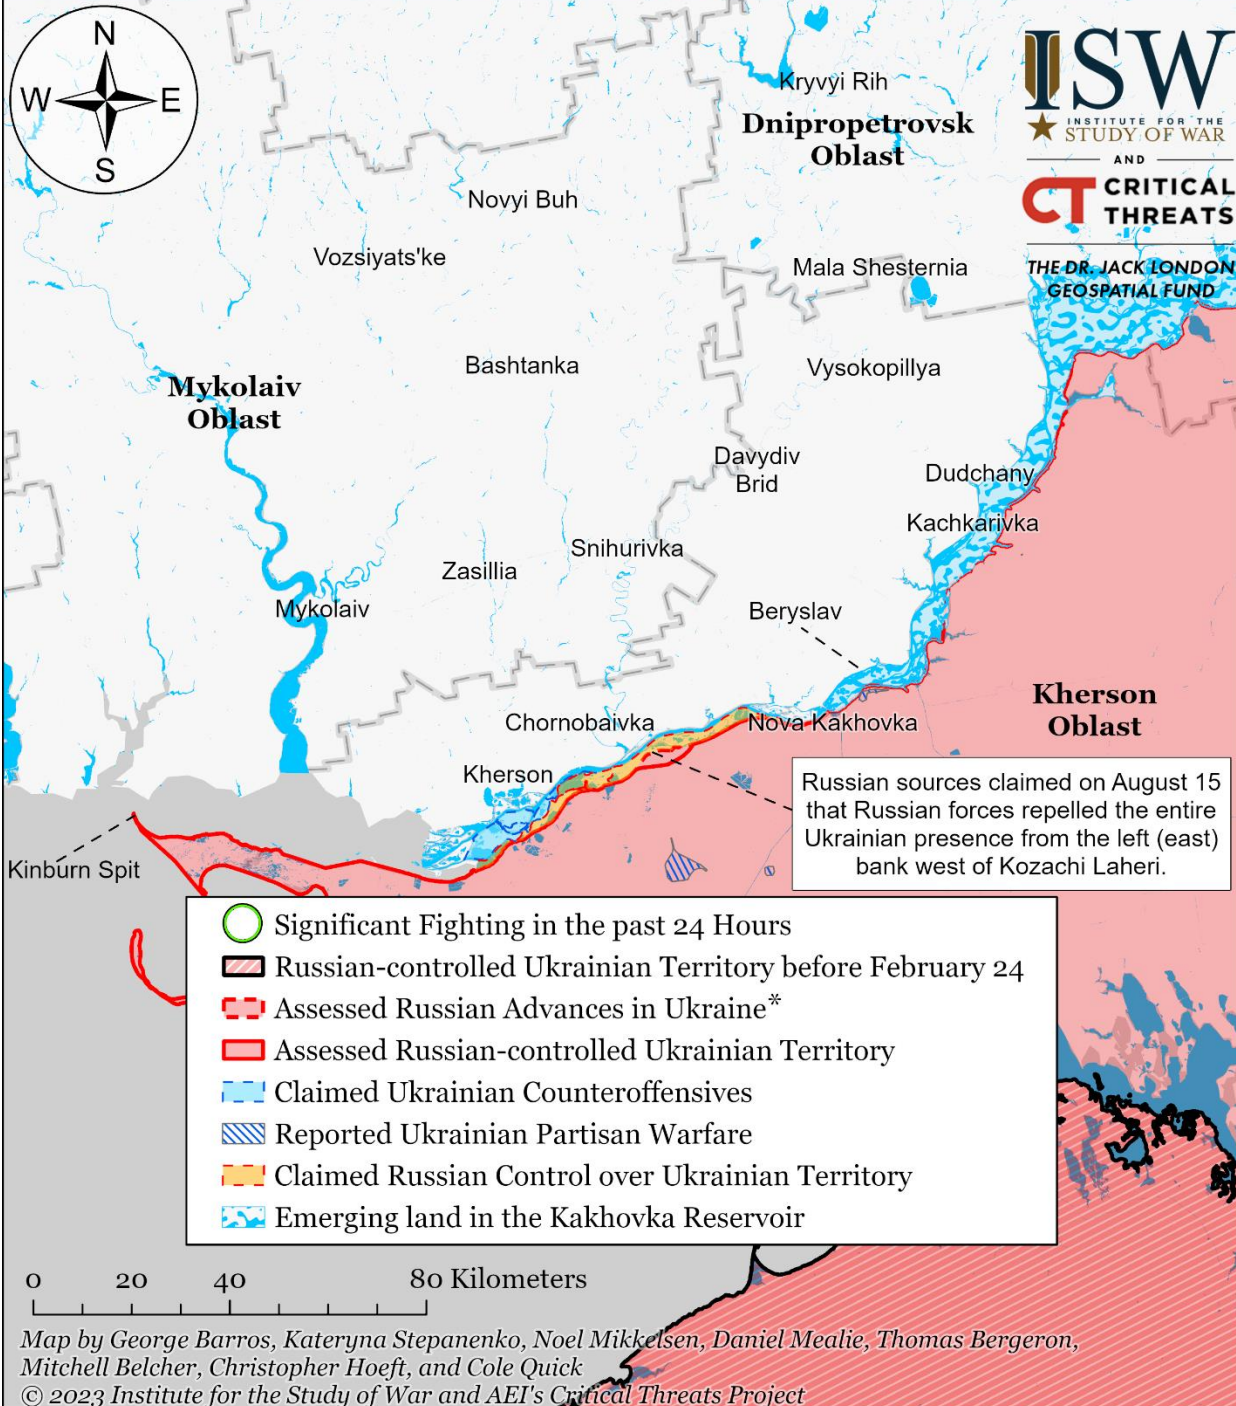 N
W
E
S
ISW
INSTITUTE FOR THE
STUDY OF WAR
AND
CT CRITICAL
THREATS
THE DR. JACK LONDON
GEOSPATIAL FUND
Kryvyi Rih
Dnipropetrovsk
Oblast
Novyi Buh
Vozsiyats'ke
Mala Shesternia
Bashtanka
Vysokopillya
Mykolaiv
Oblast
Davydiv
Brid
Dudchany
Kachkarivka
Snihurivka
Zasillia
Mykolaiv
Beryslav
Kherson
Oblast
Chornobaivka
Nova Kakhovka
Kherson
Russian sources claimed on August 15
that Russian forces repelled the entire
Ukrainian presence from the left (east)
bank west of Kozachi Laheri.
Kinburn Spit
Significant Fighting in the past 24 Hours
Russian-controlled Ukrainian Territory before February 24
Assessed Russian Advances in Ukraine*
Assessed Russian-controlled Ukrainian Territory
Claimed Ukrainian Counteroffensives
Reported Ukrainian Partisan Warfare
Claimed Russian Control over Ukrainian Territory
Emerging land in the Kakhovka Reservoir
0 20 40 80 Kilometers
Map by George Barros, Kateryna Stepanenko, Noel Mikkelsen, Daniel Mealie, Thomas Bergeron,
Mitchell Belcher, Christopher Hoeft, and Cole Quick
© 2023 Institute for the Study of War and AEI's Critical Threats Project